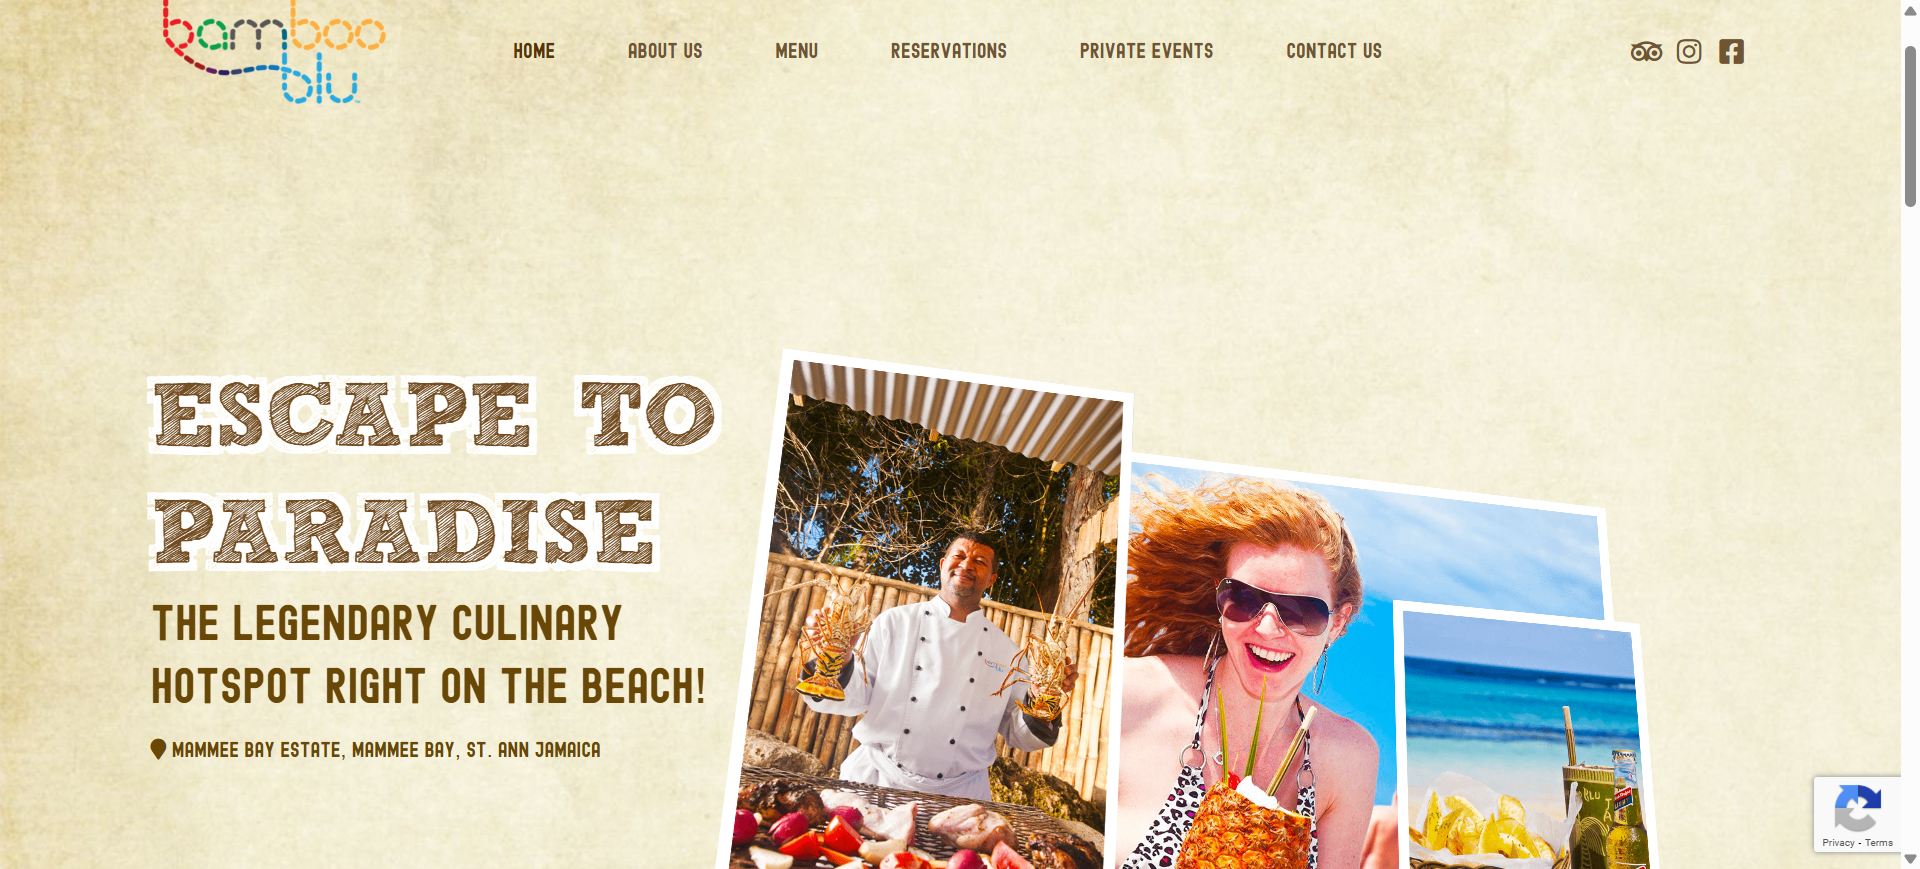 bamboo
blu
HOME
ABOUT US
MENU
RESERVATIONS
PRIVATE EVENTS
CONTACT US
ESCAPE TO
PARADISE
THE LEGENDARY CULINARY
HOTSPOT RIGHT ON THE BEACH!
MAMMEE BAY ESTATE, MAMMEE BAY, ST. ANN JAMAICA
Privacy - Terms